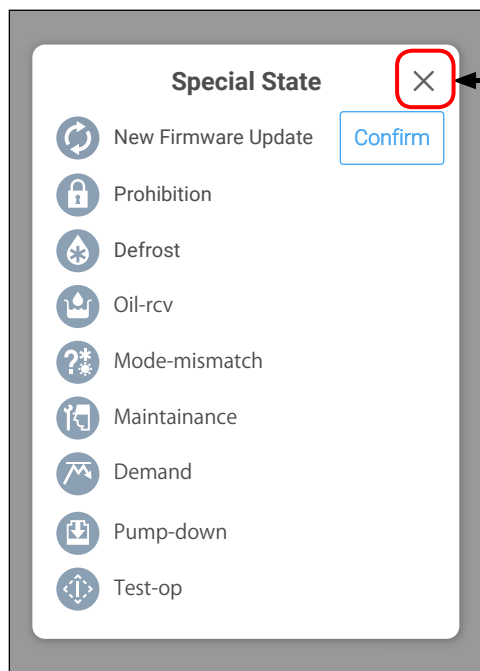 Special State
New Firmware Update Confirm
Prohibition
Defrost
Oil-rcv
Mode-mismatch
Maintainance
Demand
Pump-down
Test-op